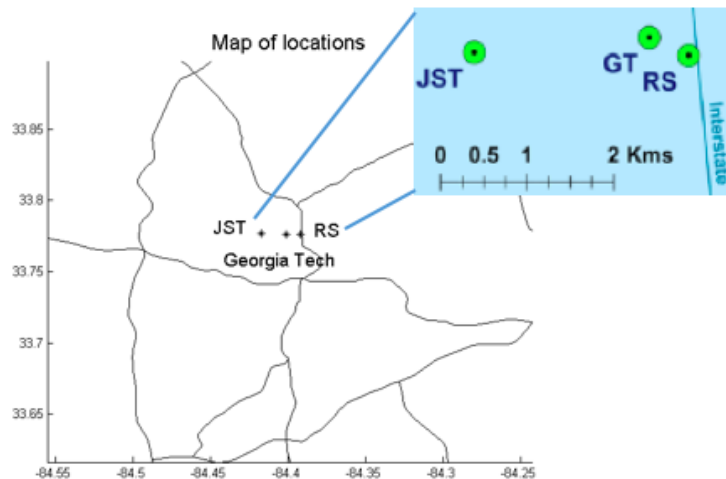 Map of locations
JST
GT
RS
Interstate
0 0.5 1 2 Kms
33.85
33.8
33.75
33.7
33.65
JST
RS
Georgia Tech
-84.55
-84.5
-84.45
-84.4
-84.35
-84.3
-84.25